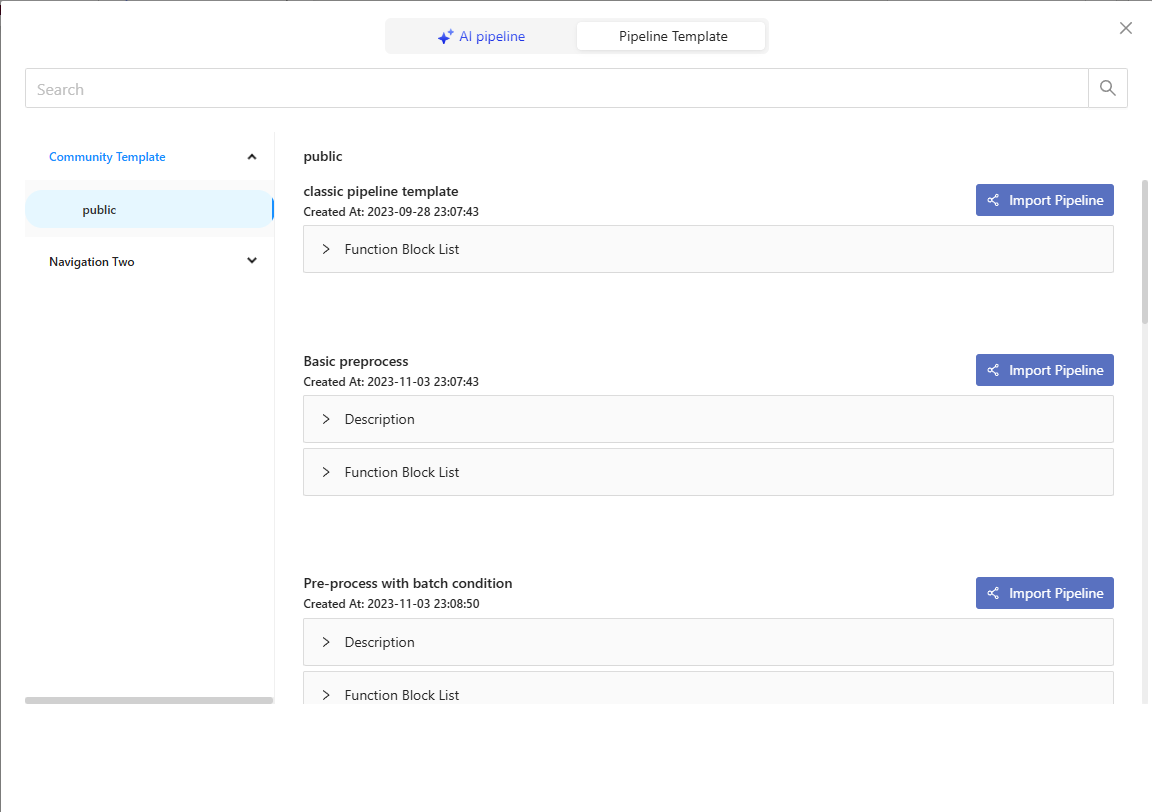 AI pipeline
Pipeline Template
Search
Community Template
public
Navigation Two
public
classic pipeline template
Created At: 2023-09-28 23:07:43
Import Pipeline
Function Block List
Basic preprocess
Created At: 2023-11-03 23:07:43
Import Pipeline
Description
Function Block List
Pre-process with batch condition
Created At: 2023-11-03 23:08:50
Import Pipeline
Description
Function Block List